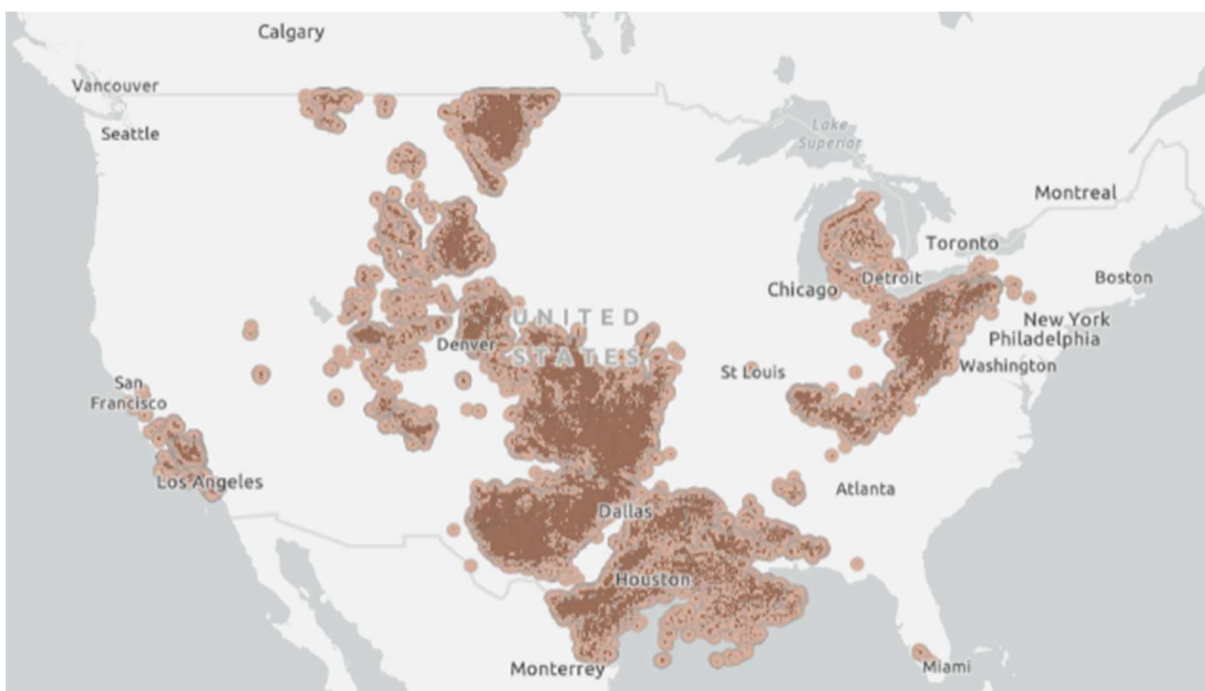 Calgary
Vancouver
Seattle
Lake
Superior
Montreal
Toronto
Detroit
Boston
Chicago
UNITED
New York
Philadelphia
Denver
STATES
St Louis
Washington
San
Francisco
Los Angeles
Atlanta
Dallas
Houston
Monterrey
Miami